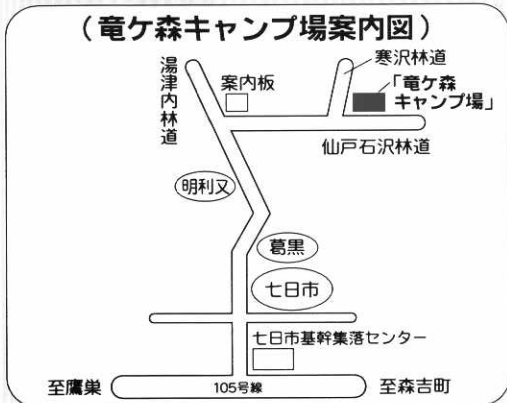 （竜ケ森キャンプ場案内図）
湯津内林道
案内板
寒沢林道
「竜ケ森
キャンプ場」
仙戸石沢林道
明利又
葛黒
七日市
七日市基幹集落センター
至鷹巣
105号線
至森吉町